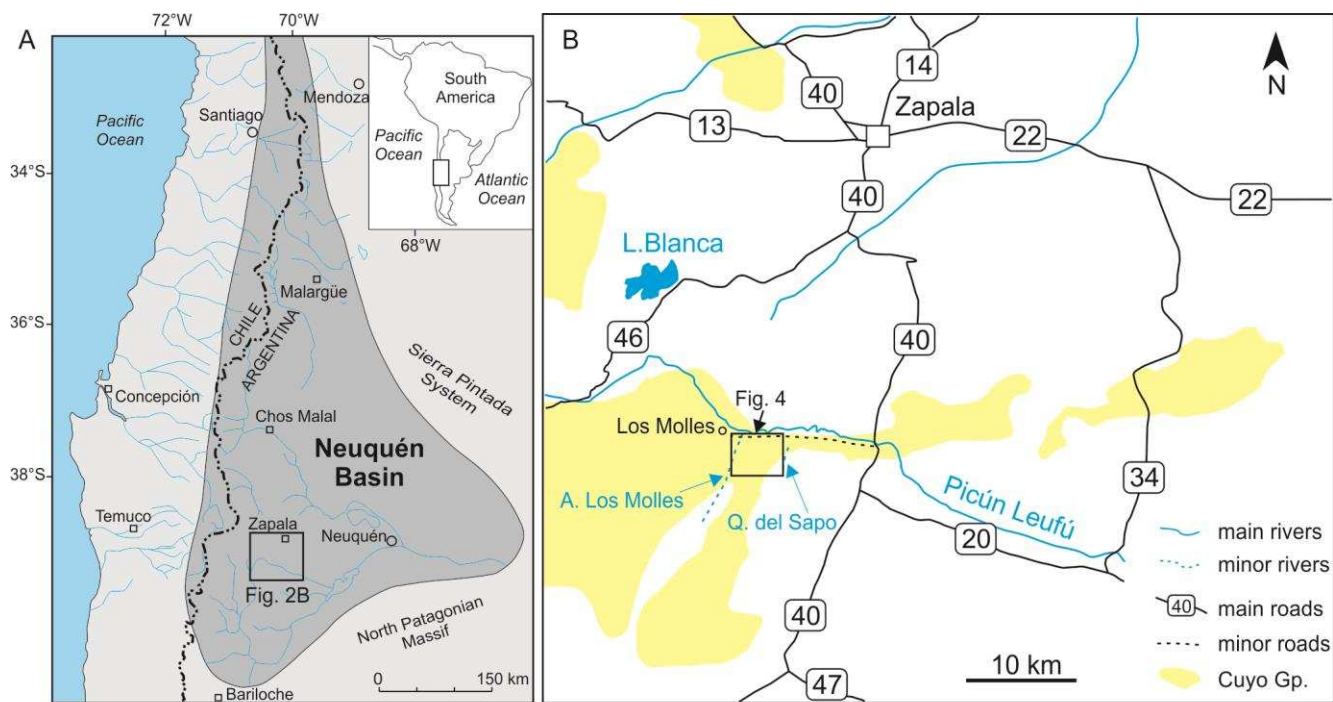 72°W
70°W
A
South
America
Pacific
Ocean
Atlantic
Ocean
68°W
Mendoza
Santiago
Pacific
Ocean
34°S
Malargüe
36°S
CHILE
ARGENTINA
Sierra Pintada
System
Concepción
Chos Malal
Neuquén
Basin
38°S
Temuco
Zapala
Neuquén
Fig. 2B
North Patagonian
Massif
0
150 km
Bariloche
B
N
14
40
Zapala
13
22
40
22
L.Blanca
46
40
Fig. 4
Los Molles
A. Los Molles
Q. del Sapo
Picún Leufú
34
20
40
47
10 km
main rivers
minor rivers
40
main roads
minor roads
Cuyo Gp.